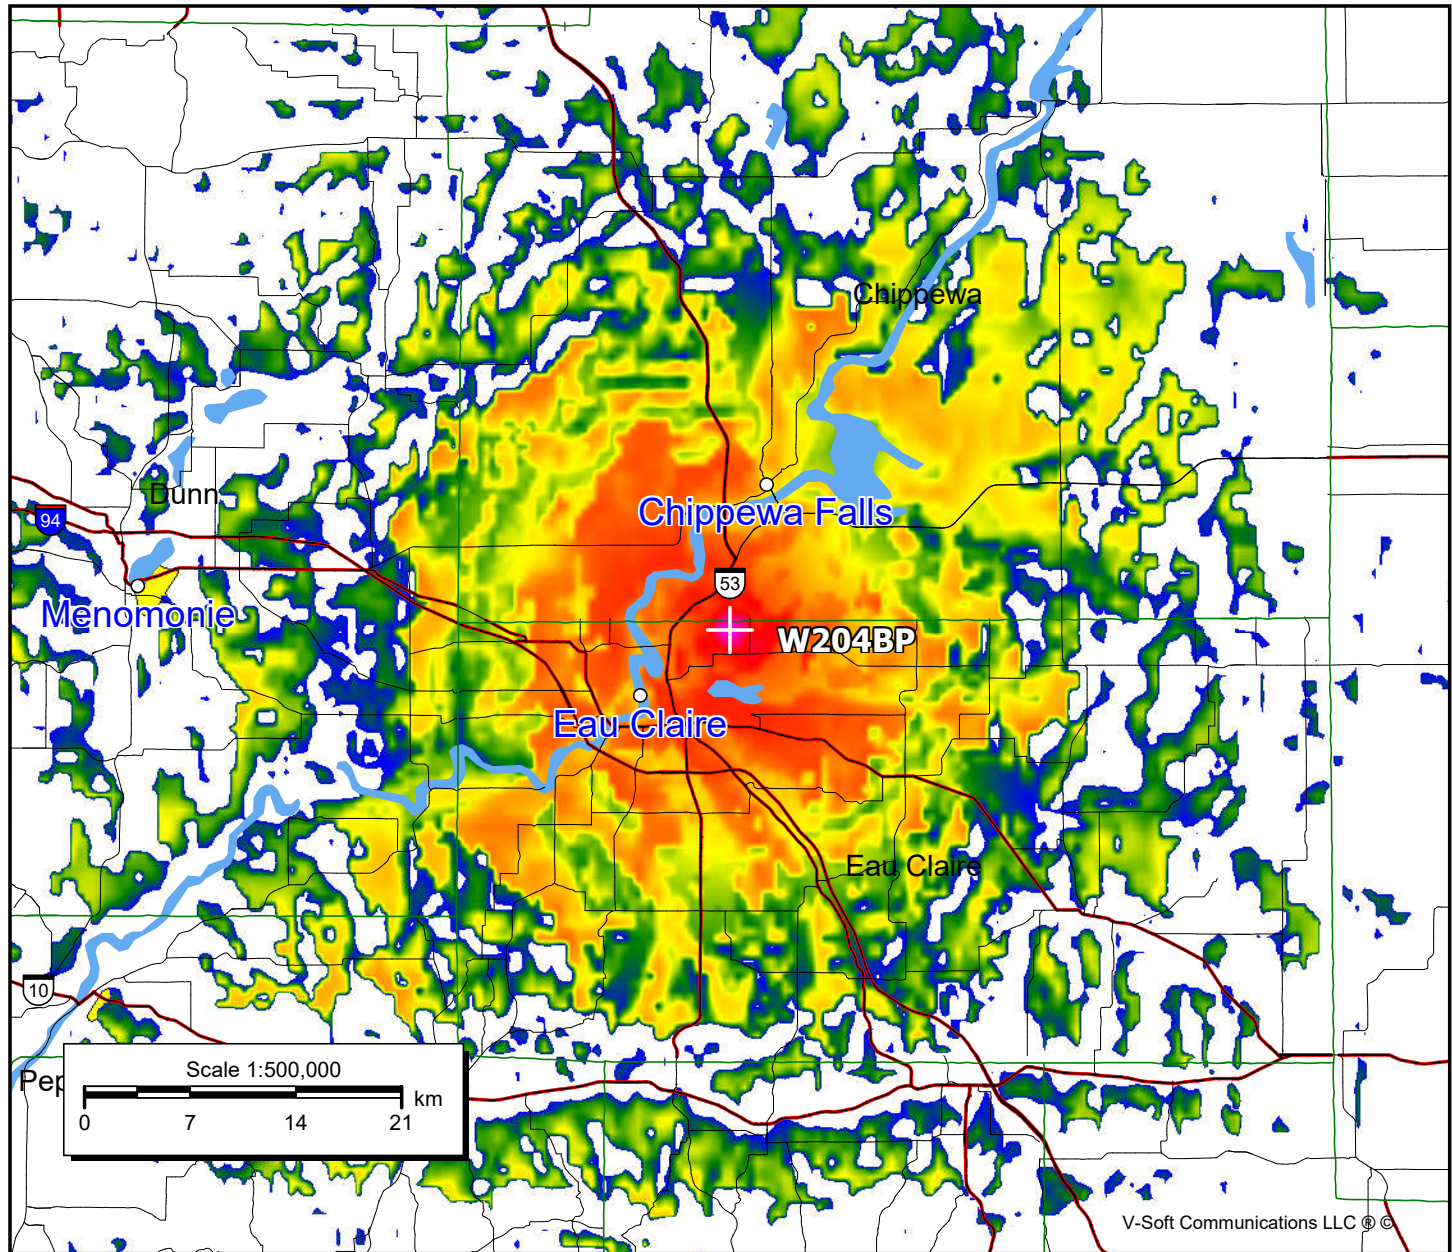 Chippewa
Dunn
94
Chippewa Falls
53
Menomonie
W204BP
Eau Claire
Eau Claire
10
Pep
Scale 1:500,000
km
0 7 14 21
V-Soft Communications LLC ® ©